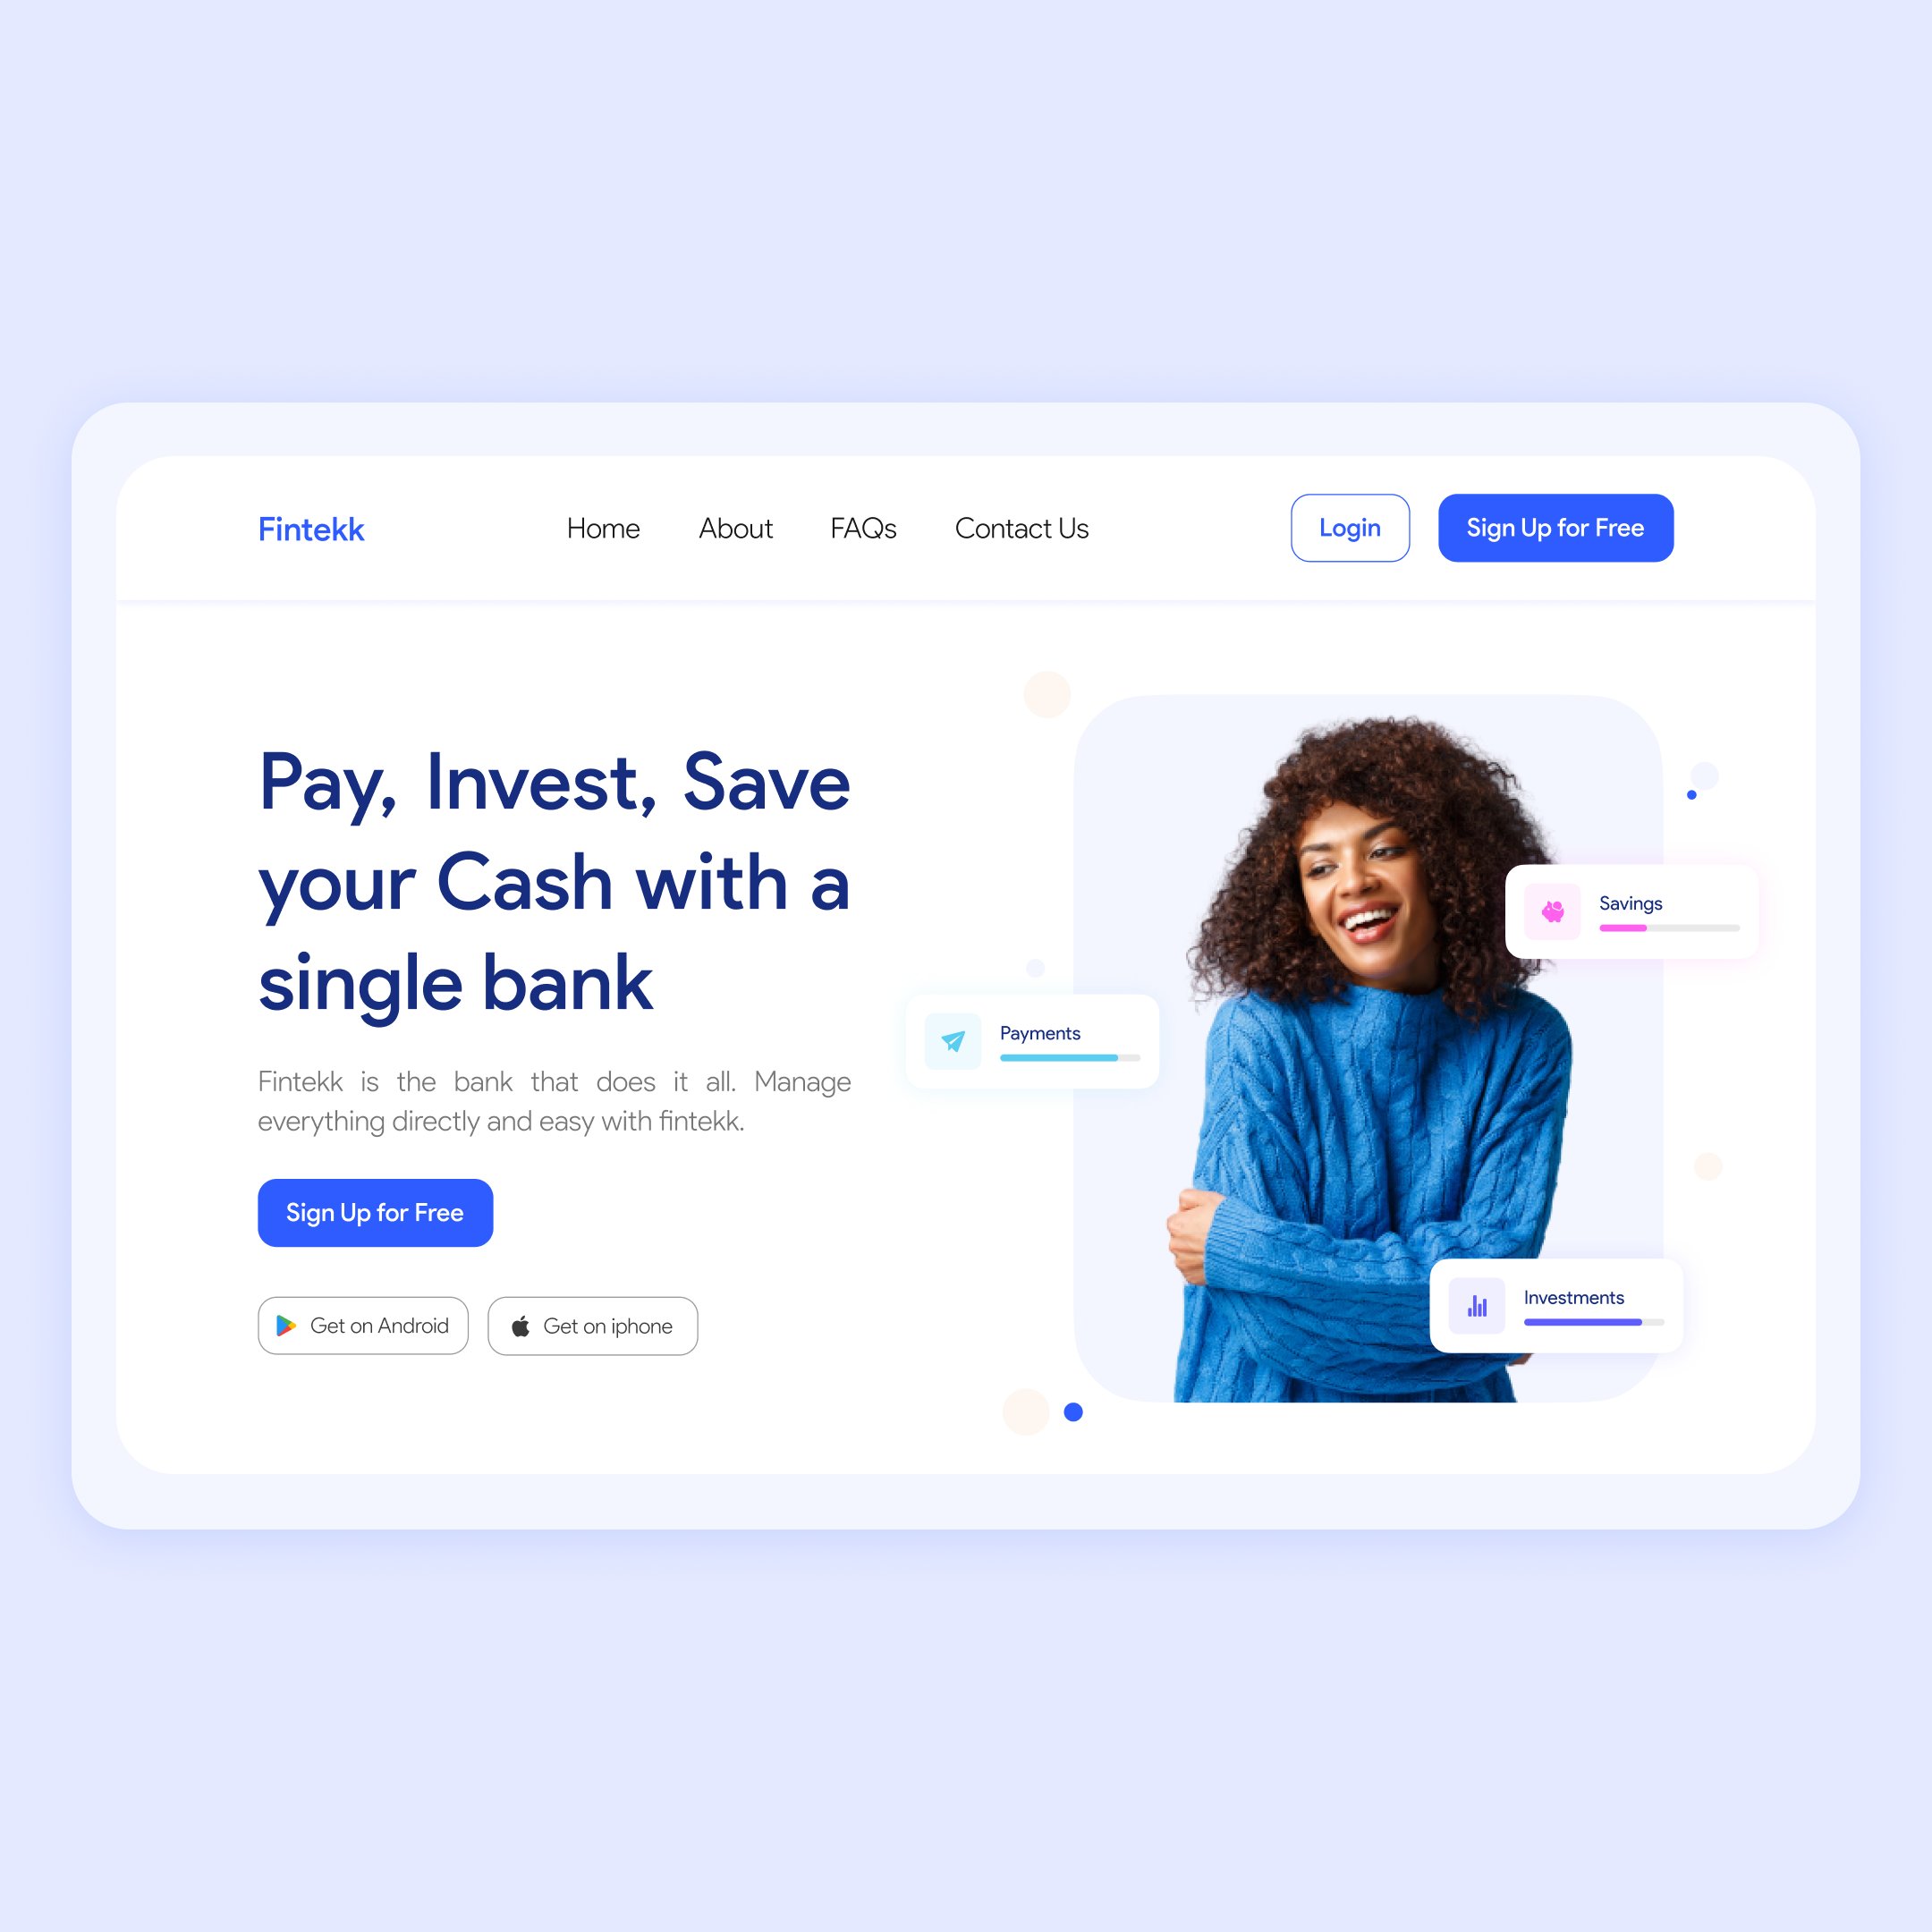 Fintekk
Home
About
FAQs
Contact Us
Login
Sign Up for Free
Pay, Invest, Save
your Cash with a
single bank
Fintekk is the bank that does it all. Manage
everything directly and easy with fintekk.
Sign Up for Free
Get on Android
Get on iphone
Savings
Payments
Investments